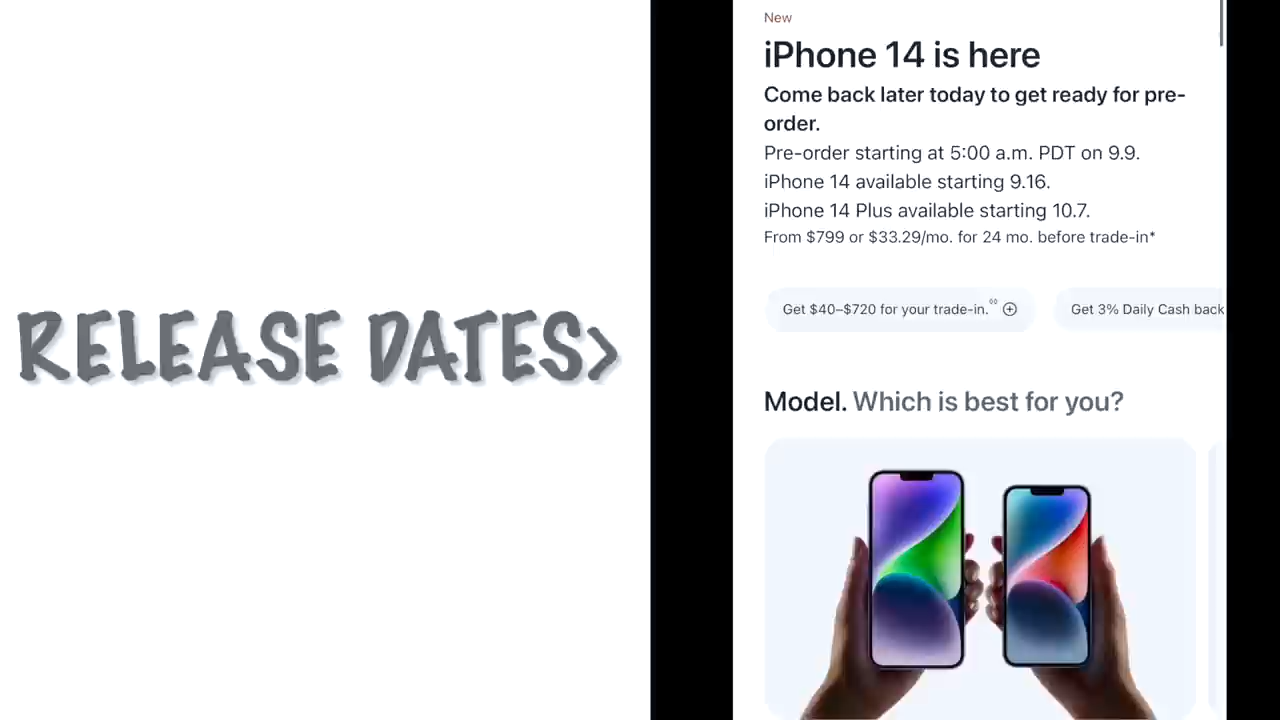 RELEASE DATES>
New
iPhone 14 is here
Come back later today to get ready for pre-
order.
Pre-order starting at 5:00 a.m. PDT on 9.9.
iPhone 14 available starting 9.16.
iPhone 14 Plus available starting 10.7.
From $799 or $33.29/mo. for 24 mo. before trade-in*
Get $40–$720 for your trade-in.◊◊
Get 3% Daily Cash back
Model. Which is best for you?